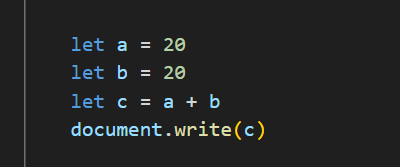 let a = 20
let b = 20
let c = a + b
document.write(c)